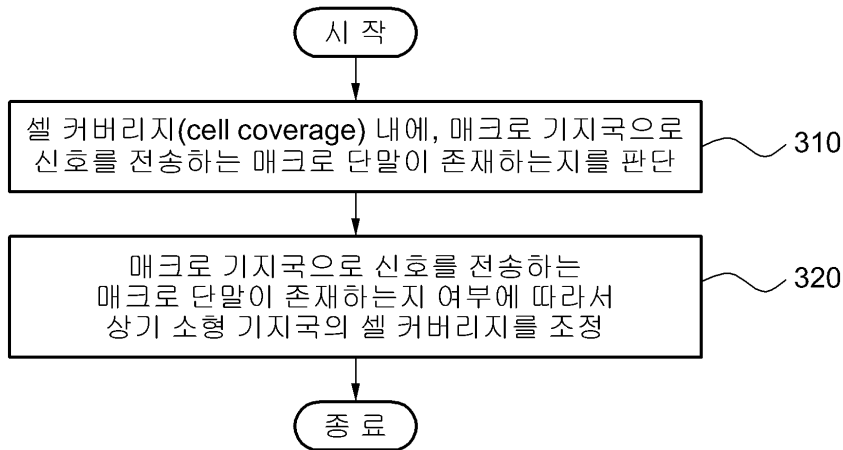 시 작
셀 커버리지(cell coverage) 내에, 매크로 기지국으로
신호를 전송하는 매크로 단말이 존재하는지를 판단
310
매크로 기지국으로 신호를 전송하는
매크로 단말이 존재하는지 여부에 따라서
상기 소형 기지국의 셀 커버리지를 조정
320
종 료